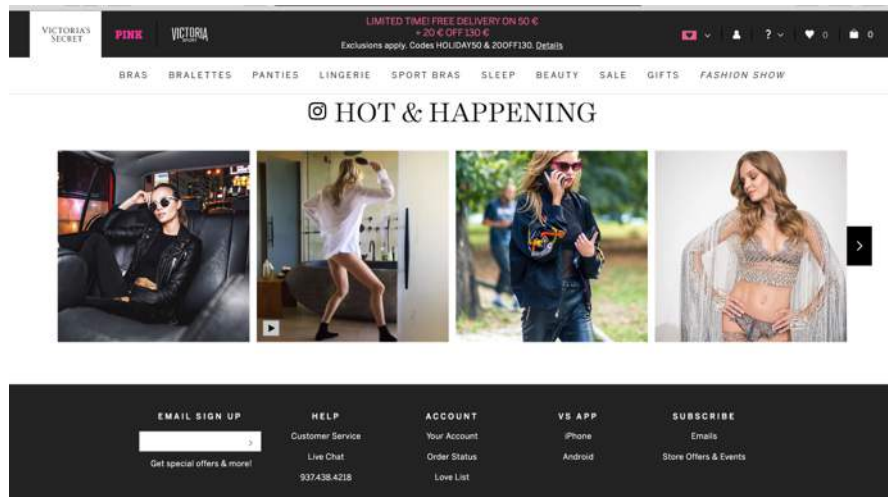 VICTORIA'S
SECRET
PINK
VICTORIA
SPORT
LIMITED TIME! FREE DELIVERY ON 50 €
+ 20 € OFF 130 €
Exclusions apply. Codes HOLIDAY50 & 20OFF130. Details
?
0
0
BRAS BRALETTES PANTIES LINGERIE SPORT BRAS SLEEP BEAUTY SALE GIFTS FASHION SHOW
HOT & HAPPENING
EMAIL SIGN UP HELP ACCOUNT VS APP SUBSCRIBE
Customer Service Your Account iPhone Emails
Get special offers & more! Live Chat Order Status Android Store Offers & Events
937.438.4218 Love List